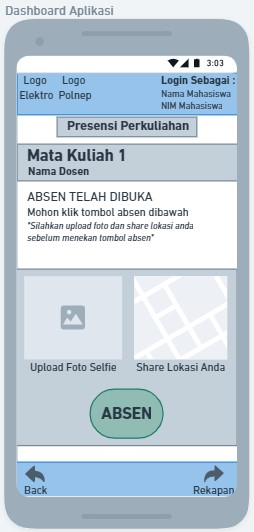 Dashboard Aplikasi
3:03
Logo Logo
Elektro Polnep
Login Sebagai :
Nama Mahasiswa
NIM Mahasiswa
Presensi Perkuliahan
Mata Kuliah 1
Nama Dosen
ABSEN TELAH DIBUKA
Mohon klik tombol absen dibawah
"Silahkan upload foto dan share lokasi anda
sebelum menekan tombol absen"
Upload Foto Selfie
Share Lokasi Anda
ABSEN
Back
Rekapan